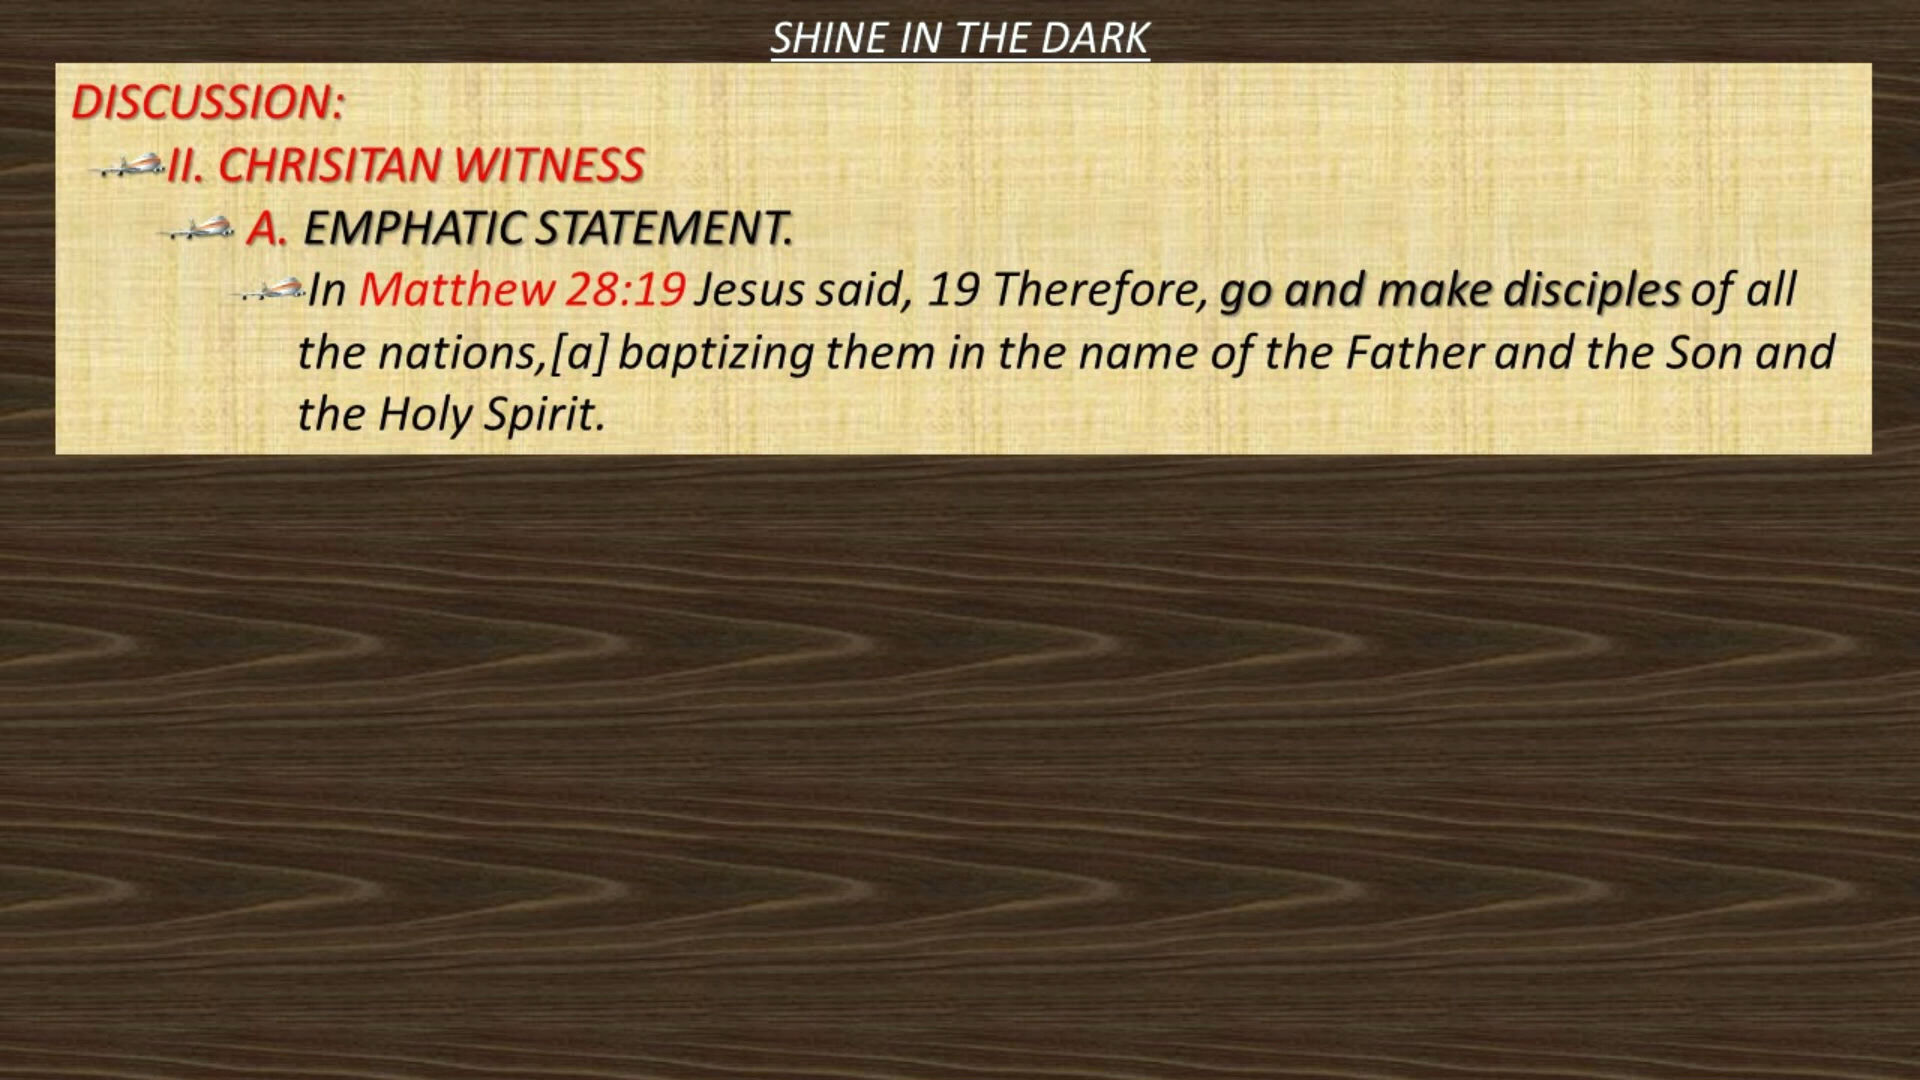 SHINE IN THE DARK
DISCUSSION:
II. CHRISITAN WITNESS
A. EMPHATIC STATEMENT.
In Matthew 28:19 Jesus said, 19 Therefore, go and make disciples of all
the nations,[a] baptizing them in the name of the Father and the Son and
the Holy Spirit.